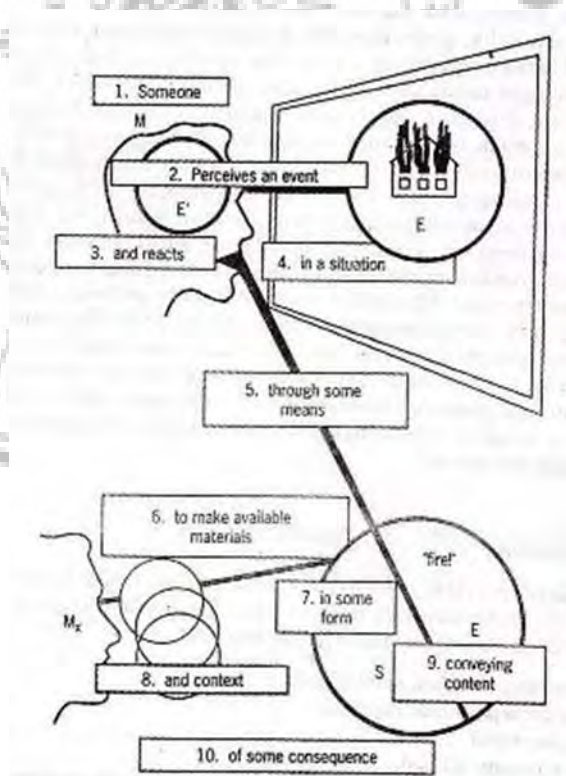 1. Someone
M
2. Perceives an event
E'
E
3. and reacts
4. in a situation
5. through some
means
6. to make available
materials
"fire!"
7. in some
form
E
Mx
S
9. conveying
content
8. and context
10. of some consequence